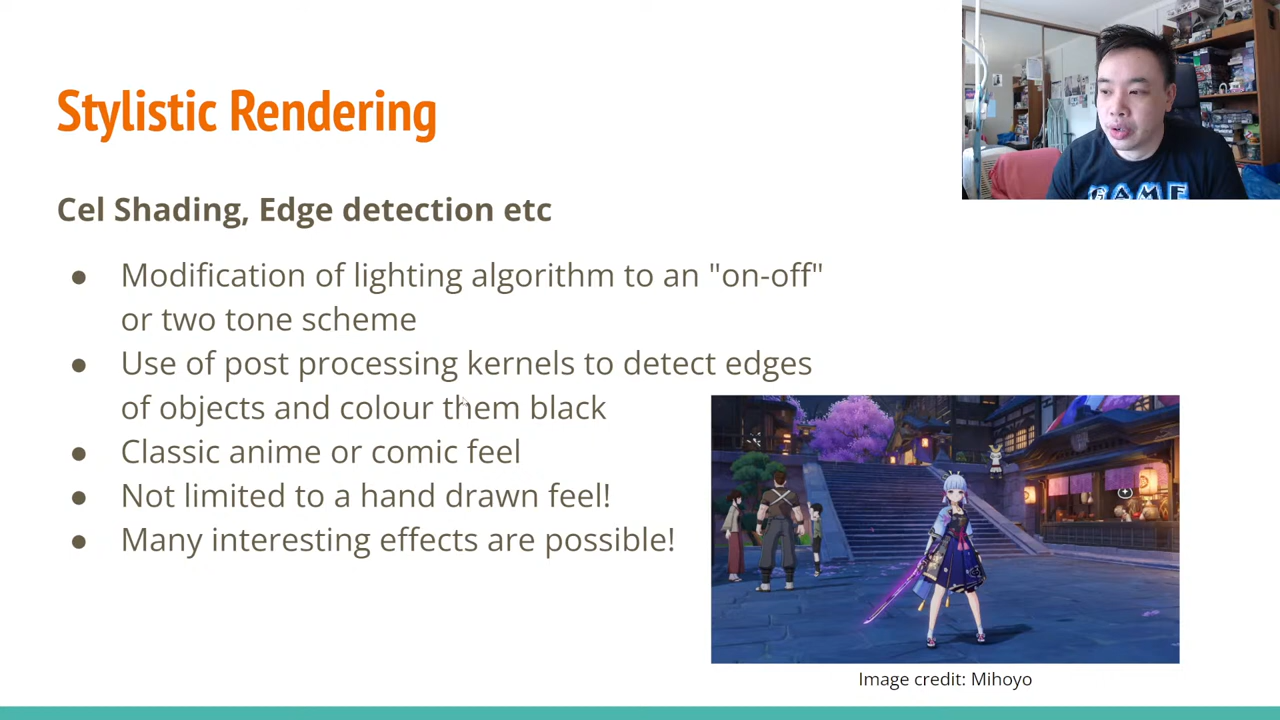 Stylistic Rendering
Cel Shading, Edge detection etc
● Modification of lighting algorithm to an "on-off"
or two tone scheme
● Use of post processing kernels to detect edges
of objects and colour them black
● Classic anime or comic feel
● Not limited to a hand drawn feel!
● Many interesting effects are possible!
Image credit: Mihoyo
GAME